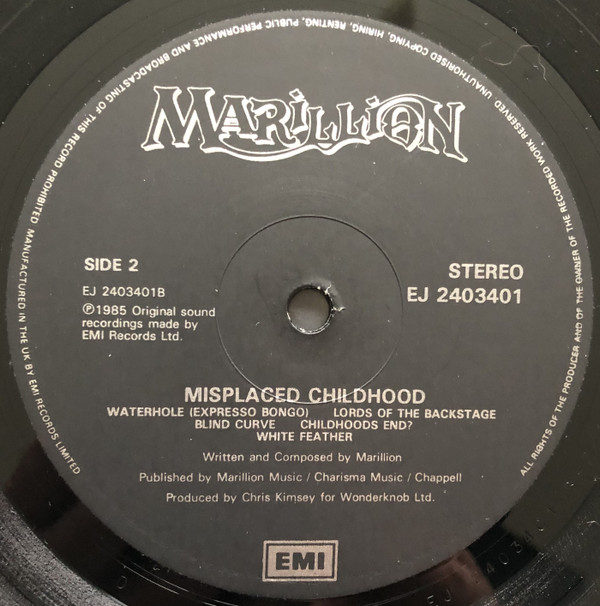 MARILLION
SIDE 2
EJ 2403401B
℗1985 Original sound
recordings made by
EMI Records Ltd.
STEREO
EJ 2403401
MISPLACED CHILDHOOD
WATERHOLE (EXPRESSO BONGO) LORDS OF THE BACKSTAGE
BLIND CURVE CHILDHOODS END?
WHITE FEATHER
Written and Composed by Marillion
Published by Marillion Music / Charisma Music / Chappell
Produced by Chris Kimsey for Wonderknob Ltd.
EMI
ALL RIGHTS OF THE PRODUCER AND OF THE OWNER OF THE RECORDED WORK RESERVED UNAUTHORISED COPYING, HIRING, RENTING, PUBLIC PERFORMANCE AND BROADCASTING OF THIS RECORD PROHIBITED MANUFACTURED IN THE UK BY EMI RECORDS LIMITED